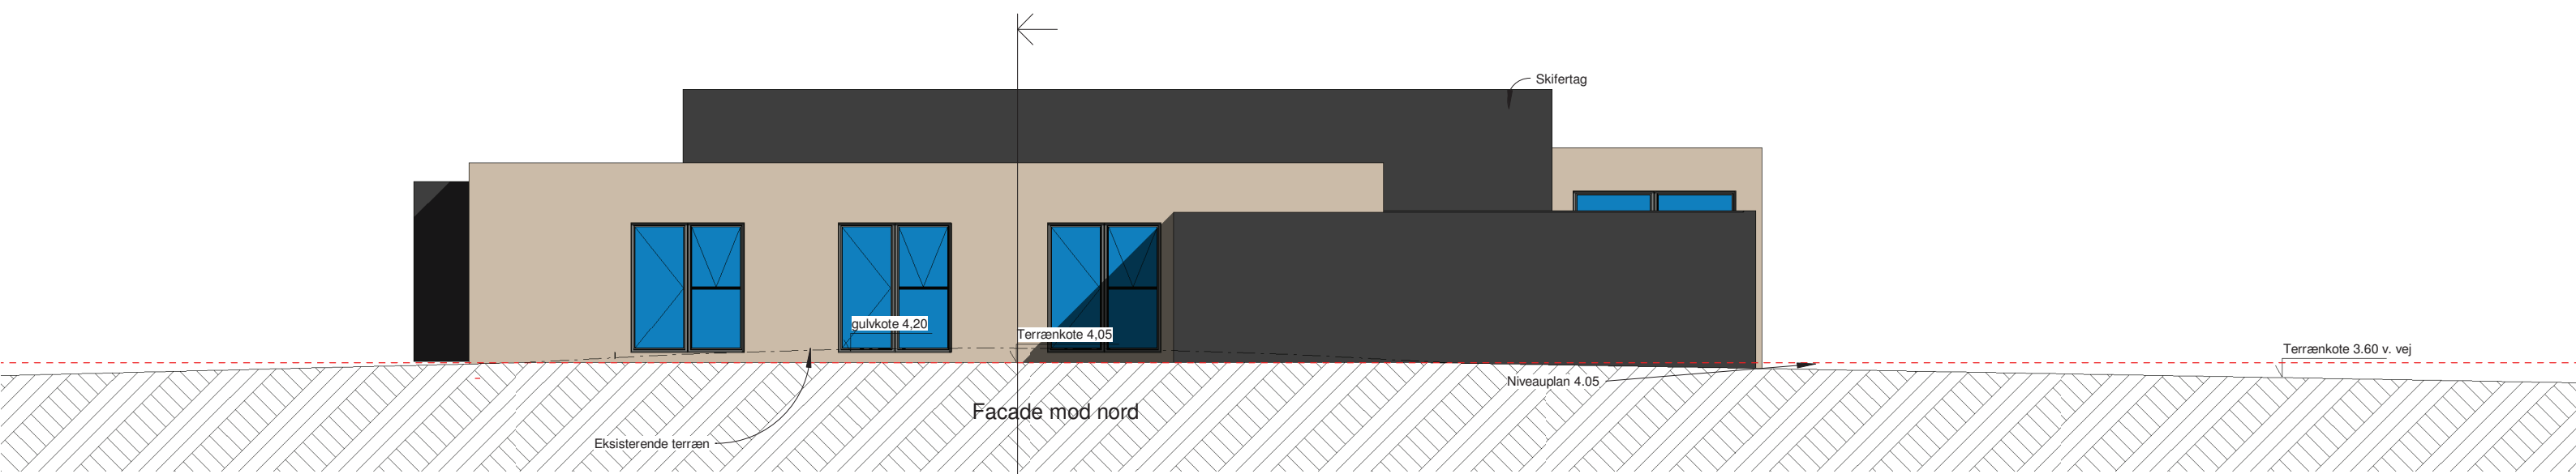 Skifertag
gulvkote 4,20
Terrænkote 4,05
Terrænkote 3.60 v. vej
Niveauplan 4.05
Facade mod nord
Eksisterende terræn